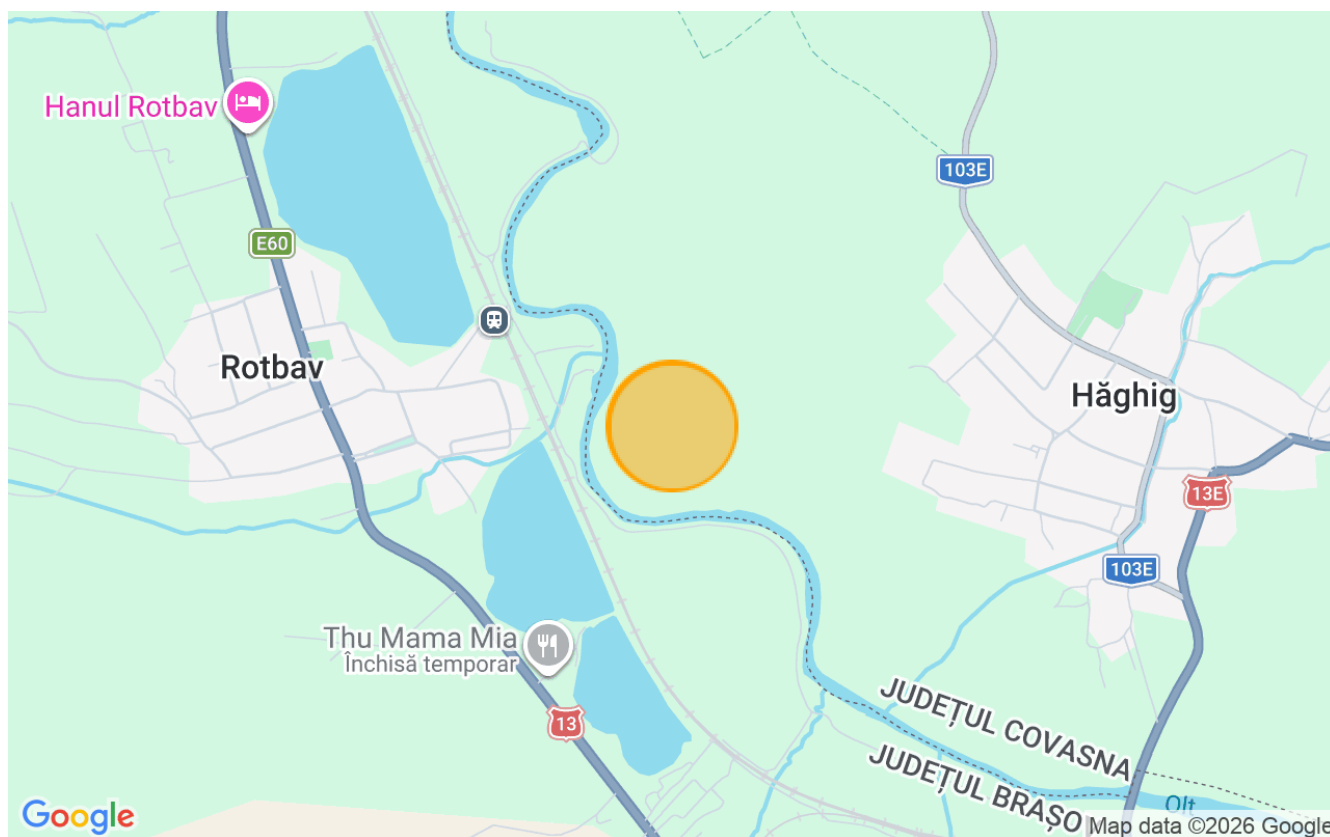 Hanul Rotbav
103E
E60
Rotbav
Hăghig
13E
103E
Thu Mama Mia
Închisă temporar
13
JUDEȚUL COVASNA
JUDEȚUL BRAȘO
Olt
Google
Map data ©2026 Google